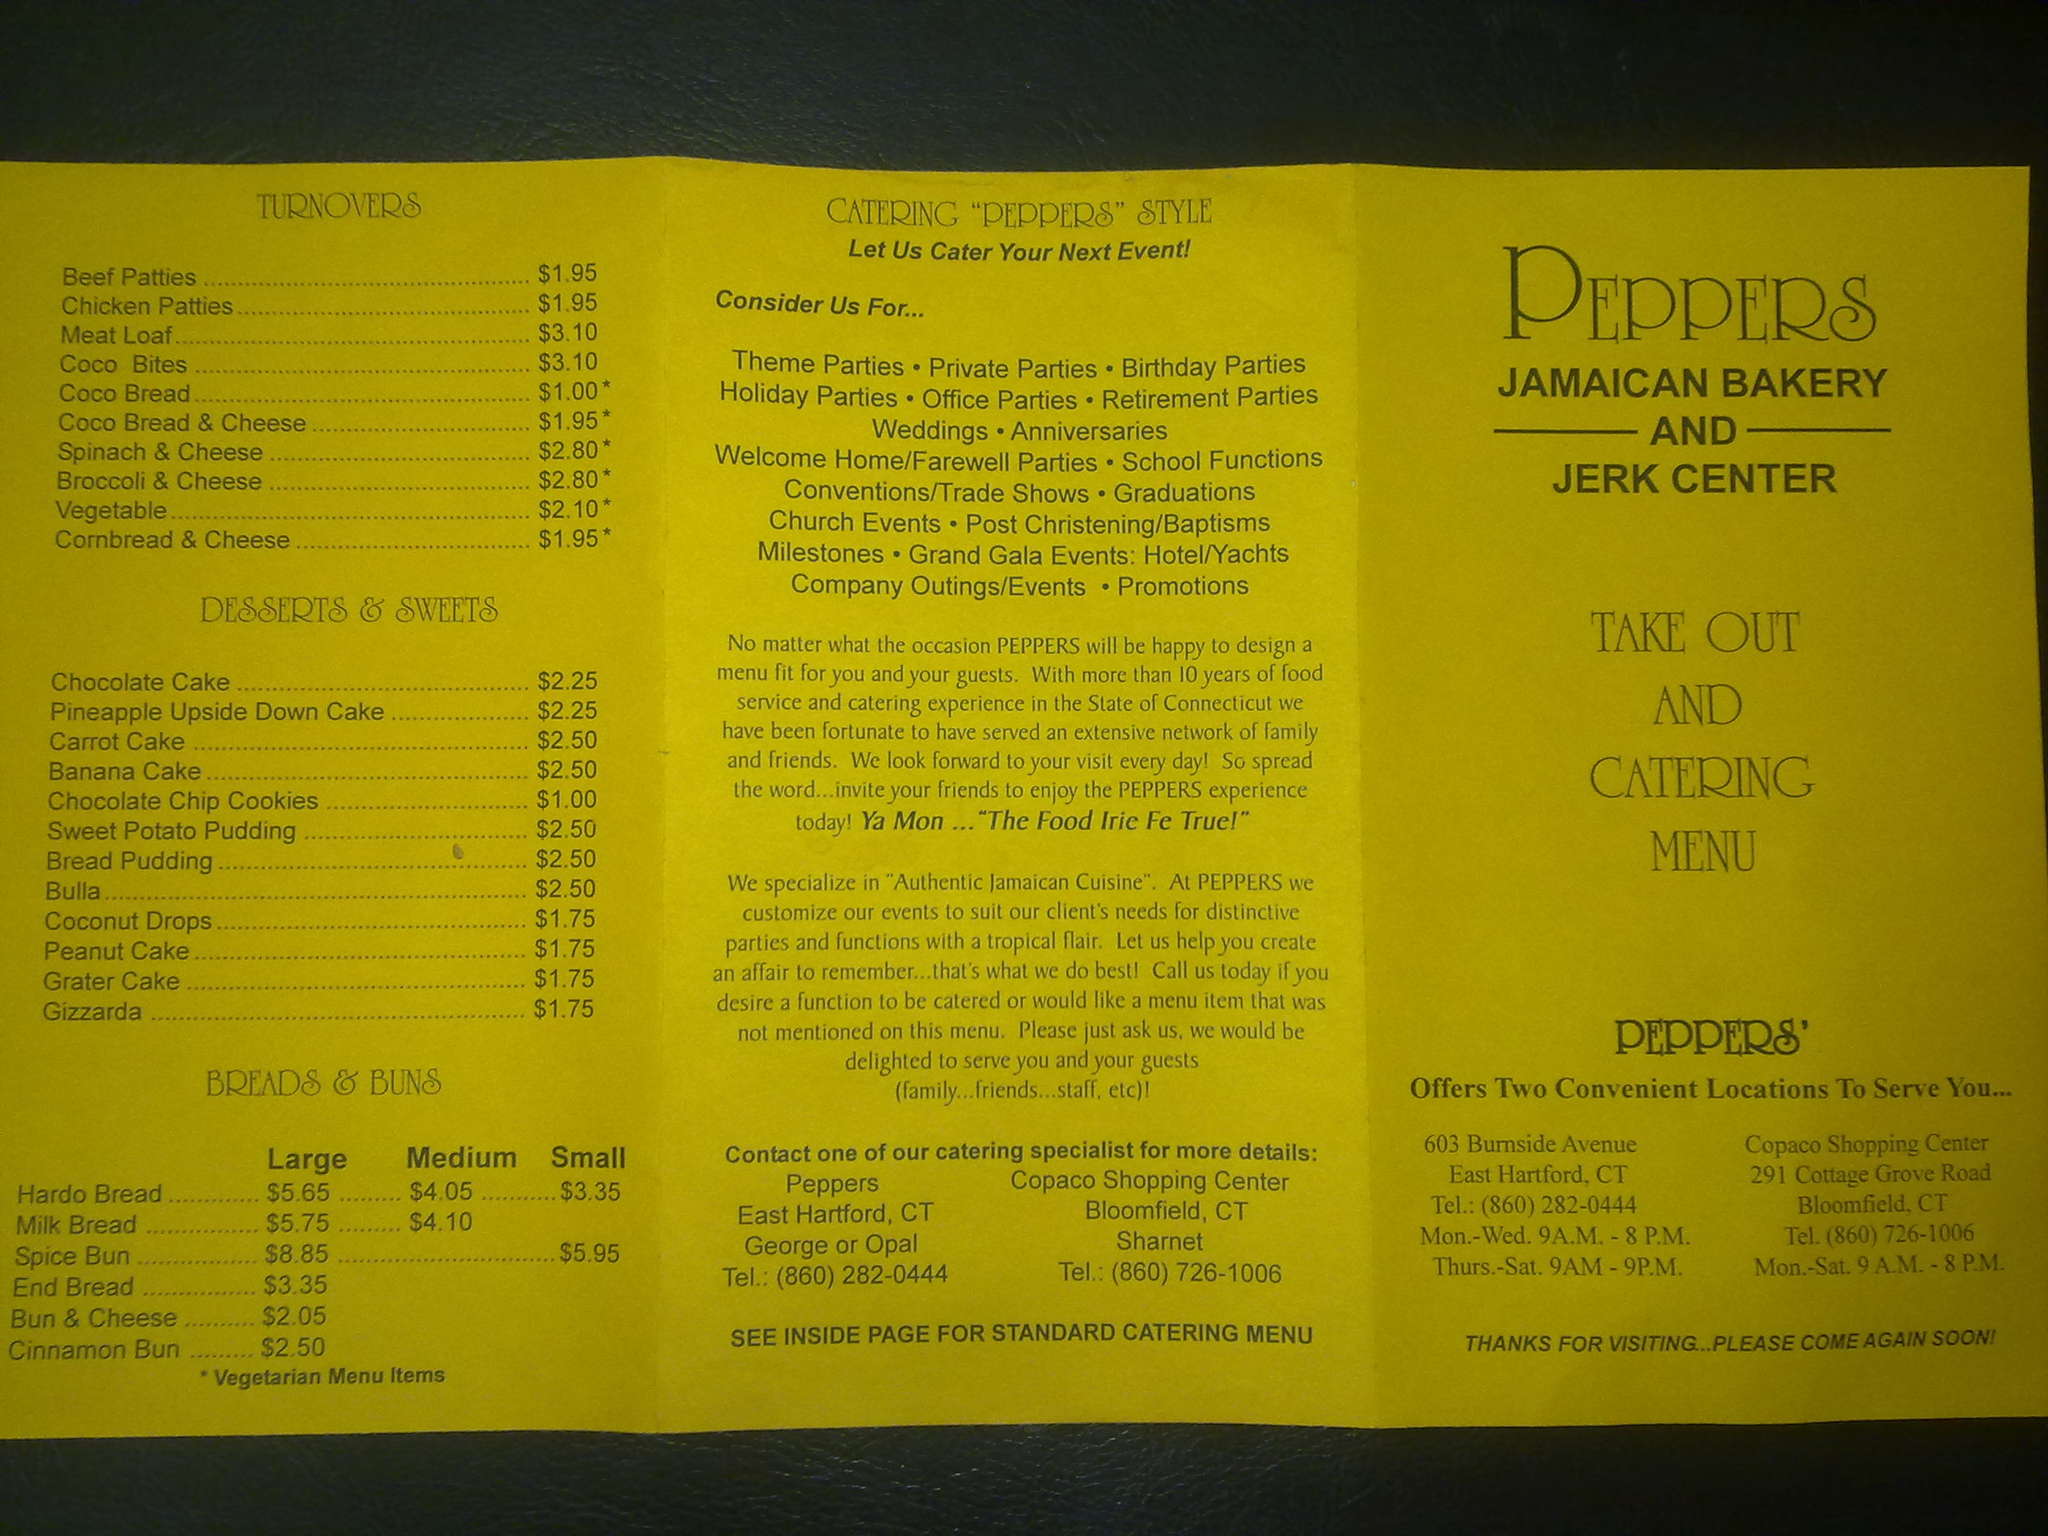 TURNOVERS
Beef Patties ........ $1.95
Chicken Patties ........ $1.95
Meat Loaf ........ $3.10
Coco Bites ........ $3.10
Coco Bread ........ $1.00*
Coco Bread & Cheese ........ $1.95*
Spinach & Cheese ........ $2.80*
Broccoli & Cheese ........ $2.80*
Vegetable ........ $2.10*
Cornbread & Cheese ........ $1.95*
DESSERTS & SWEETS
Chocolate Cake ........ $2.25
Pineapple Upside Down Cake ........ $2.25
Carrot Cake ........ $2.50
Banana Cake ........ $2.50
Chocolate Chip Cookies ........ $1.00
Sweet Potato Pudding ........ $2.50
Bread Pudding ........ $2.50
Bulla ........ $2.50
Coconut Drops ........ $1.75
Peanut Cake ........ $1.75
Grater Cake ........ $1.75
Gizzarda ........ $1.75
BREADS & BUNS
Large Medium Small
Hardo Bread ........ $5.65 ........ $4.05 ........ $3.35
Milk Bread ........ $5.75 ........ $4.10
Spice Bun ........ $8.85 ........ $5.95
End Bread ........ $3.35
Bun & Cheese ........ $2.05
Cinnamon Bun ........ $2.50
* Vegetarian Menu Items
CATERING "PEPPERS" STYLE
Let Us Cater Your Next Event!
Consider Us For...
Theme Parties • Private Parties • Birthday Parties
Holiday Parties • Office Parties • Retirement Parties
Weddings • Anniversaries
Welcome Home/Farewell Parties • School Functions
Conventions/Trade Shows • Graduations
Church Events • Post Christening/Baptisms
Milestones • Grand Gala Events: Hotel/Yachts
Company Outings/Events • Promotions
No matter what the occasion PEPPERS will be happy to design a
menu fit for you and your guests. With more than 10 years of food
service and catering experience in the State of Connecticut we
have been fortunate to have served an extensive network of family
and friends. We look forward to your visit every day! So spread
the word...invite your friends to enjoy the PEPPERS experience
today! Ya Mon ..."The Food Irie Fe True!"
We specialize in "Authentic Jamaican Cuisine". At PEPPERS we
customize our events to suit our client's needs for distinctive
parties and functions with a tropical flair. Let us help you create
an affair to remember...that's what we do best! Call us today if you
desire a function to be catered or would like a menu item that was
not mentioned on this menu. Please just ask us, we would be
delighted to serve you and your guests
(family...friends...staff, etc)!
Contact one of our catering specialist for more details:
Peppers Copaco Shopping Center
East Hartford, CT Bloomfield, CT
George or Opal Sharnet
Tel.: (860) 282-0444 Tel.: (860) 726-1006
SEE INSIDE PAGE FOR STANDARD CATERING MENU
PEPPERS
JAMAICAN BAKERY
AND
JERK CENTER
TAKE OUT
AND
CATERING
MENU
PEPPERS'
Offers Two Convenient Locations To Serve You...
603 Burnside Avenue Copaco Shopping Center
East Hartford, CT 291 Cottage Grove Road
Tel.: (860) 282-0444 Bloomfield, CT
Mon.-Wed. 9A.M. - 8 P.M. Tel. (860) 726-1006
Thurs.-Sat. 9AM - 9P.M. Mon.-Sat. 9 A.M. - 8 P.M.
THANKS FOR VISITING...PLEASE COME AGAIN SOON!